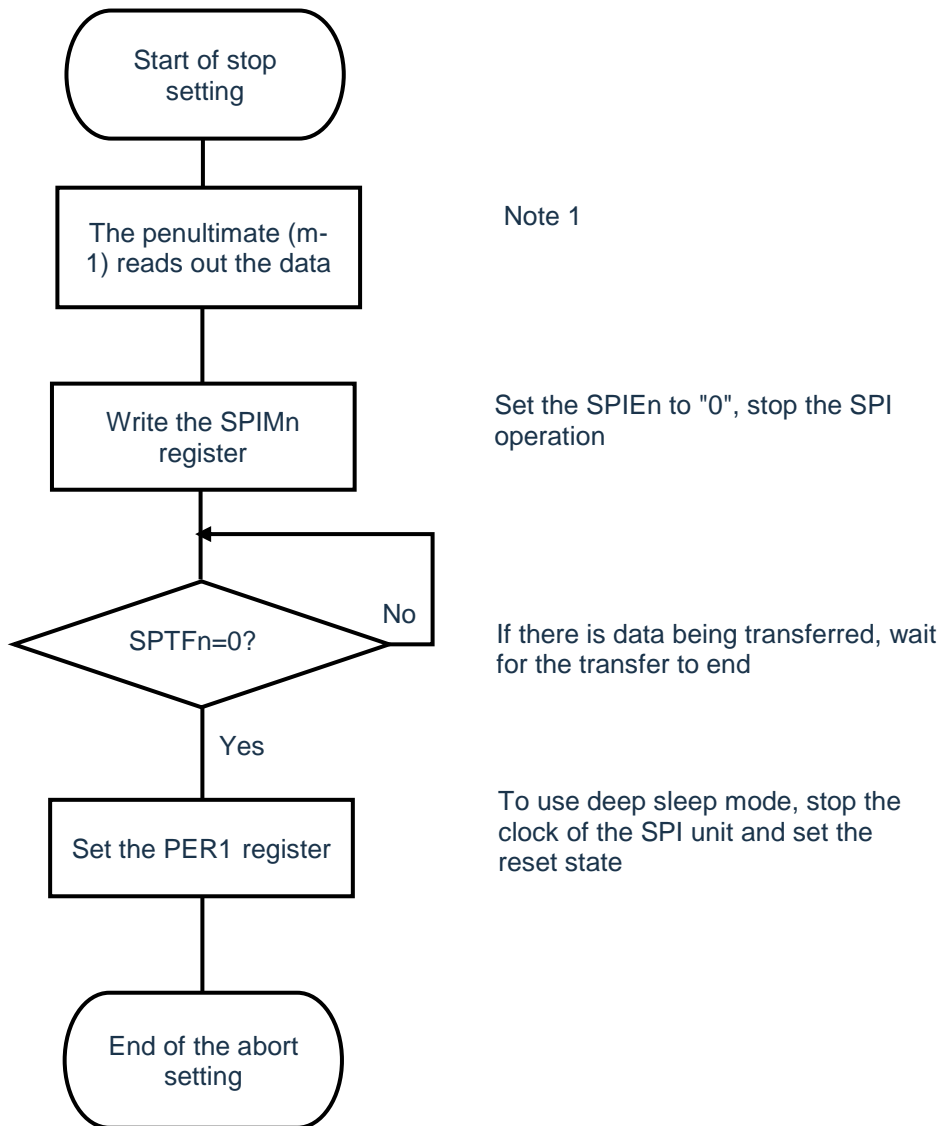 Start of stop
setting
The penultimate (m-
1) reads out the data
Note 1
Write the SPIMn
register
Set the SPIEn to "0", stop the SPI
operation
No
SPTFn=0?
If there is data being transferred, wait
for the transfer to end
Yes
Set the PER1 register
To use deep sleep mode, stop the
clock of the SPI unit and set the
reset state
End of the abort
setting